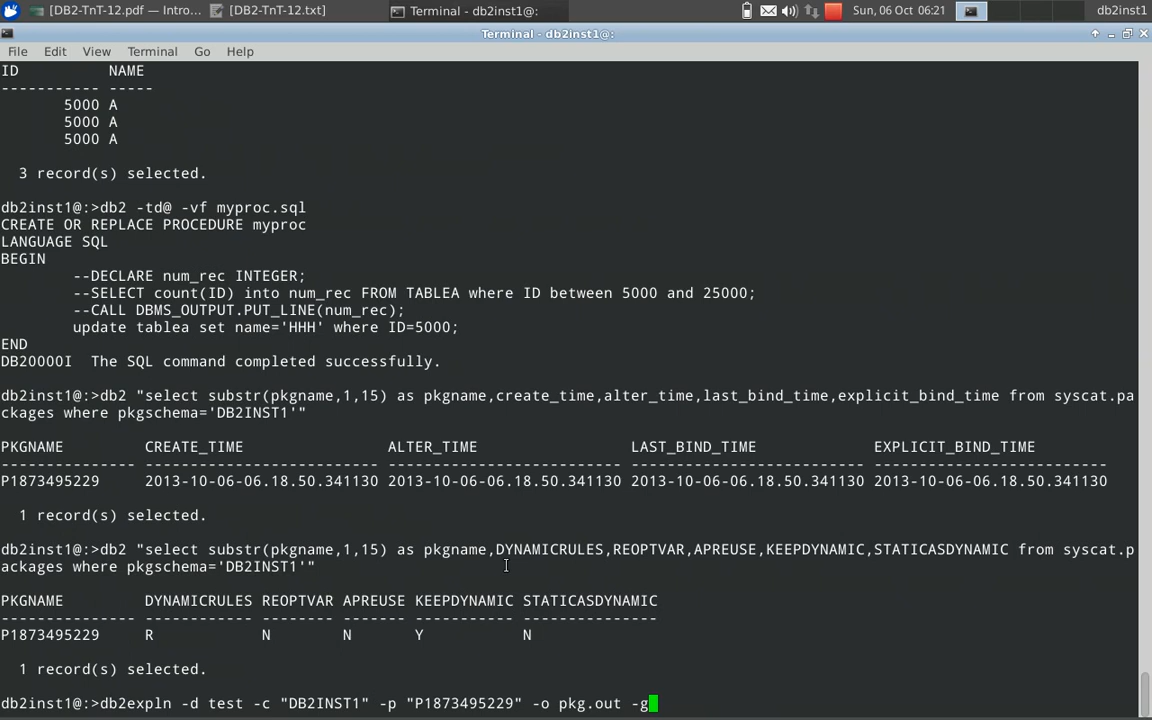 [DB2-TnT-12.pdf — Intro... [DB2-TnT-12.txt] Terminal - db2inst1@: Sun, 06 Oct 06:21 db2inst1
Terminal - db2inst1@:
File Edit View Terminal Go Help
ID          NAME
----------- -----
       5000 A
       5000 A
       5000 A
  3 record(s) selected.
db2inst1@:>db2 -td@ -vf myproc.sql
CREATE OR REPLACE PROCEDURE myproc
LANGUAGE SQL
BEGIN
        --DECLARE num_rec INTEGER;
        --SELECT count(ID) into num_rec FROM TABLEA where ID between 5000 and 25000;
        --CALL DBMS_OUTPUT.PUT_LINE(num_rec);
        update tablea set name='HHH' where ID=5000;
END
DB20000I  The SQL command completed successfully.
db2inst1@:>db2 "select substr(pkgname,1,15) as pkgname,create_time,alter_time,last_bind_time,explicit_bind_time from syscat.pa
ckages where pkgschema='DB2INST1'"
PKGNAME         CREATE_TIME                ALTER_TIME                 LAST_BIND_TIME             EXPLICIT_BIND_TIME
--------------- -------------------------- -------------------------- -------------------------- --------------------------
P1873495229     2013-10-06-06.18.50.341130 2013-10-06-06.18.50.341130 2013-10-06-06.18.50.341130 2013-10-06-06.18.50.341130
  1 record(s) selected.
db2inst1@:>db2 "select substr(pkgname,1,15) as pkgname,DYNAMICRULES,REOPTVAR,APREUSE,KEEPDYNAMIC,STATICASDYNAMIC from syscat.p
ackages where pkgschema='DB2INST1'"
PKGNAME         DYNAMICRULES REOPTVAR APREUSE KEEPDYNAMIC STATICASDYNAMIC
--------------- ------------ -------- ------- ----------- ---------------
P1873495229     R            N        N       Y           N
  1 record(s) selected.
db2inst1@:>db2expln -d test -c "DB2INST1" -p "P1873495229" -o pkg.out -g